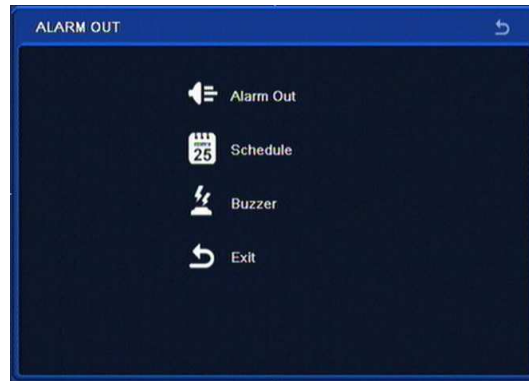 ALARM OUT
Alarm Out
25
Schedule
Buzzer
Exit